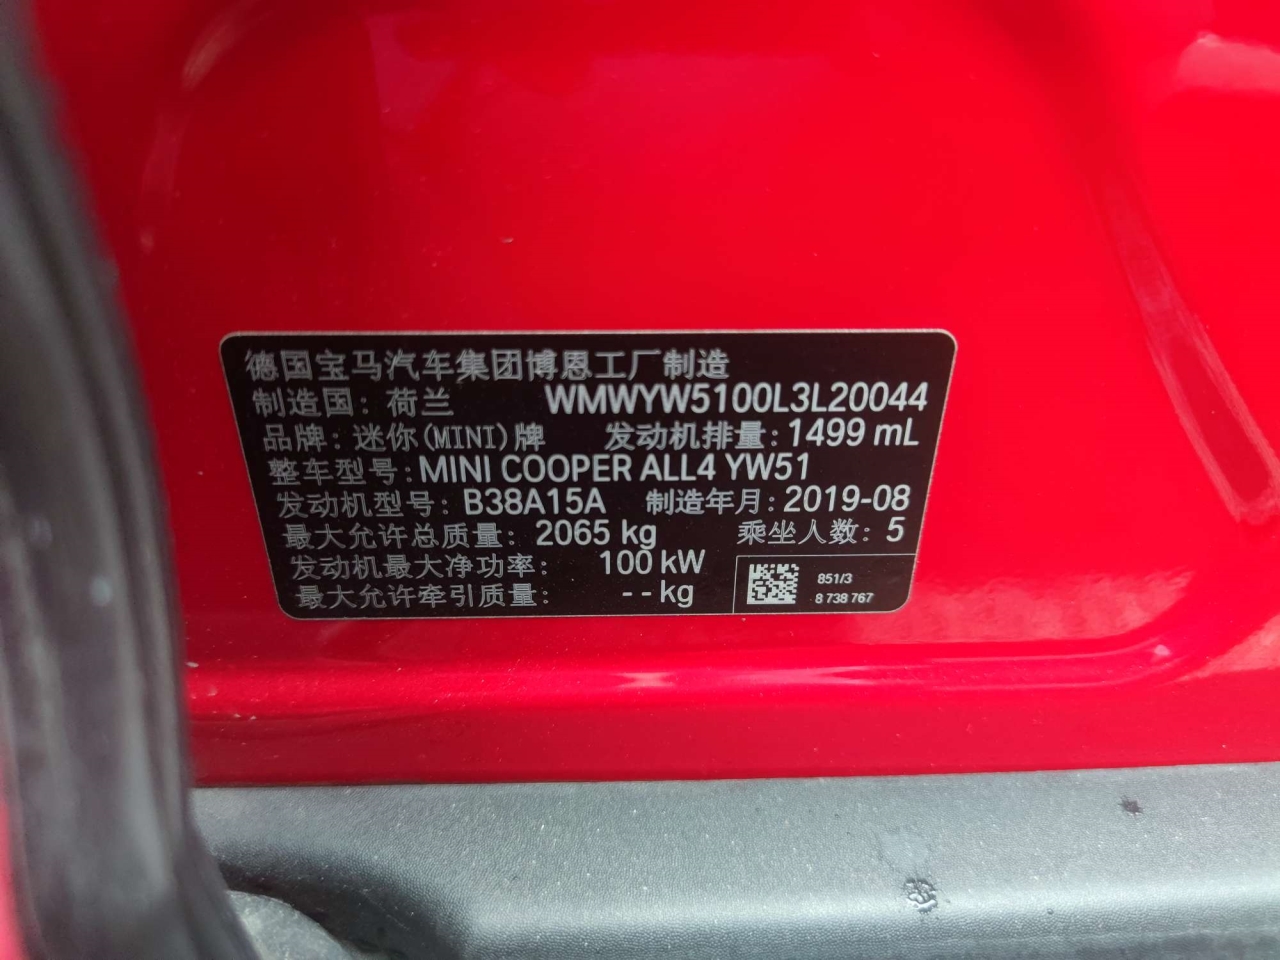 德国宝马汽车集团博恩工厂制造
制造国：荷兰 WMWYW5100L3L20044
品牌：迷你(MINI)牌 发动机排量：1499 mL
整车型号：MINI COOPER ALL4 YW51
发动机型号：B38A15A 制造年月：2019-08
最大允许总质量：2065 kg 乘坐人数：5
发动机最大净功率：100 kW
最大允许牵引质量：-- kg
851/3
8 738 767